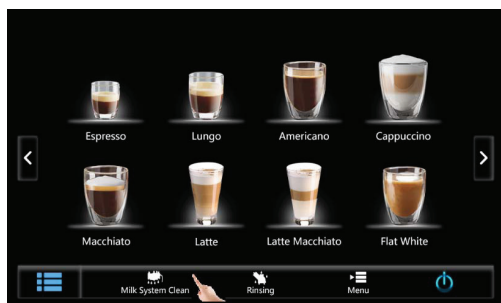 Espresso
Lungo
Americano
Cappuccino
Macchiato
Latte
Latte Macchiato
Flat White
Milk System Clean
Rinsing
Menu